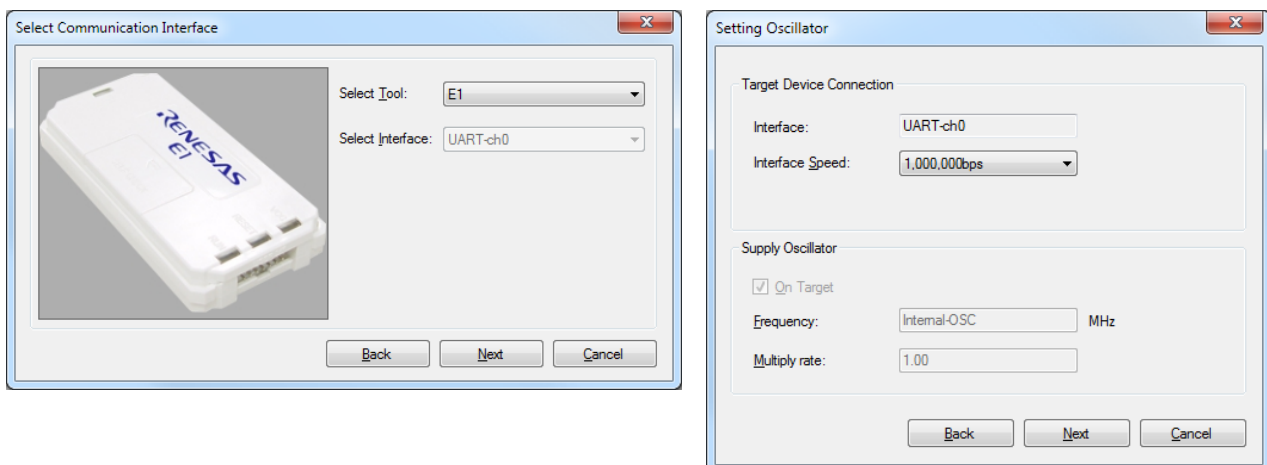 Select Communication Interface
RENESAS
E1
Select Tool: E1
Select Interface: UART-ch0
Back Next Cancel
Setting Oscillator
Target Device Connection
Interface: UART-ch0
Interface Speed: 1,000,000bps
Supply Oscillator
On Target
Frequency: Internal-OSC MHz
Multiply rate: 1.00
Back Next Cancel